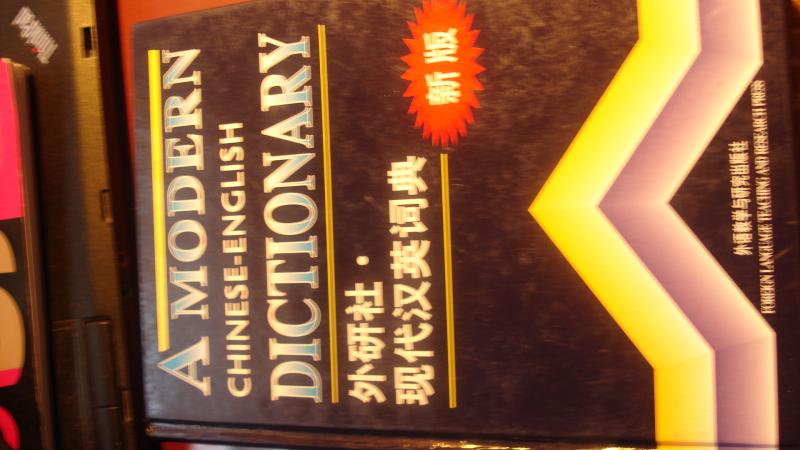 A MODERN
CHINESE-ENGLISH
DICTIONARY
新版
外研社·
现代汉英词典
外语教学与研究出版社
FOREIGN LANGUAGE TEACHING AND RESEARCH PRESS